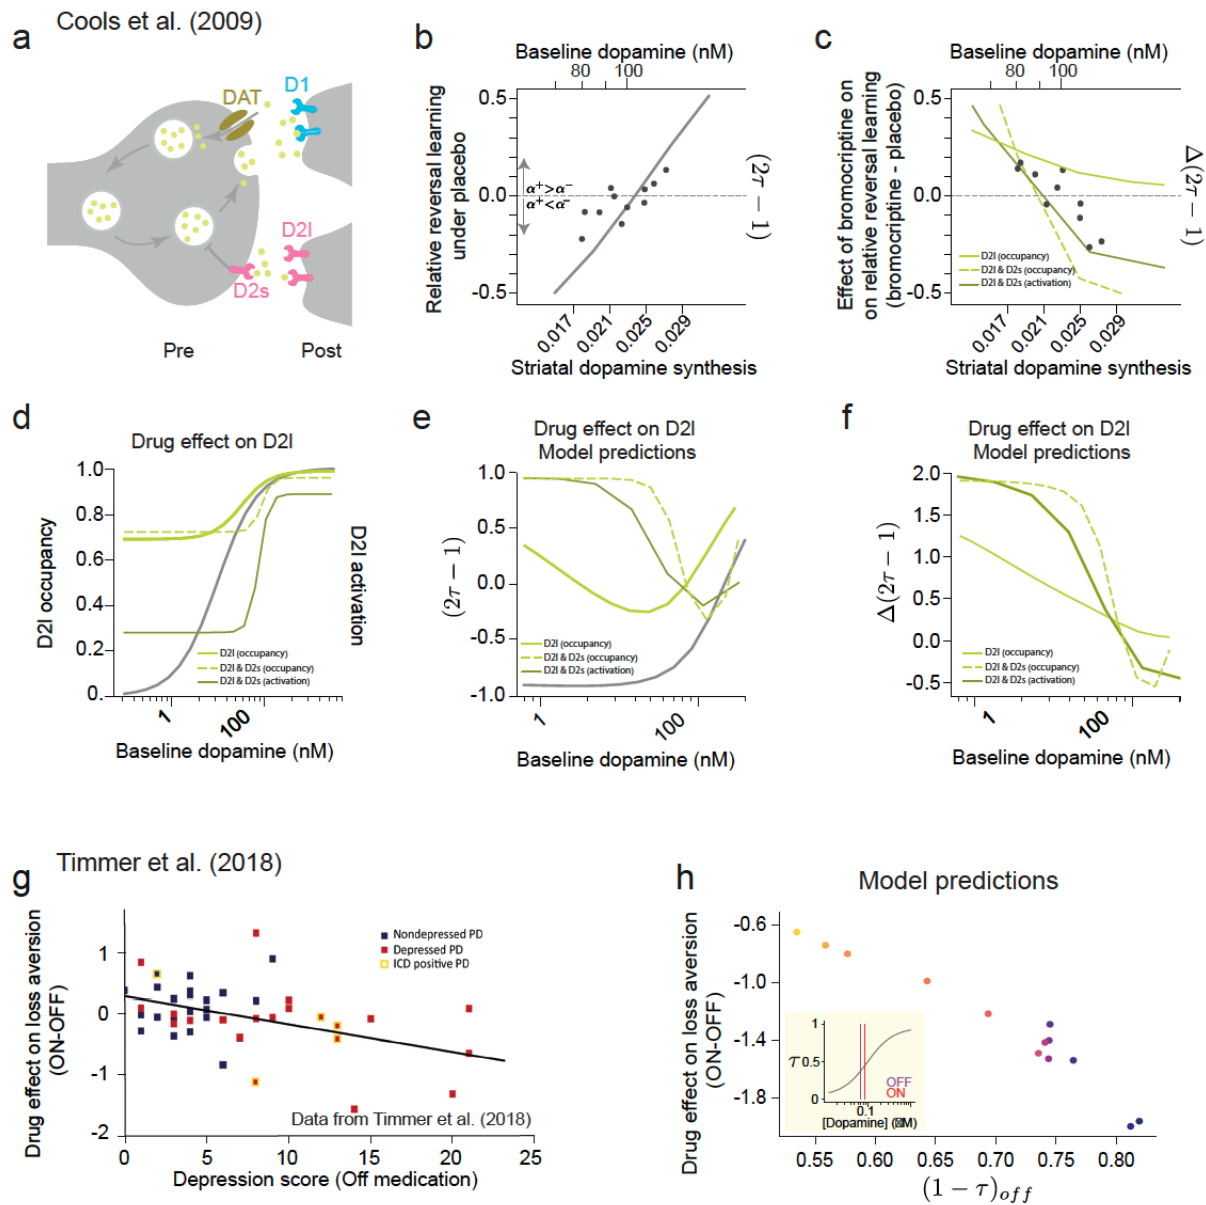 Cools et al. (2009)
a
DAT
D1
D2l
D2s
Pre
Post
b
Baseline dopamine (nM)
80
100
Relative reversal learning
under placebo
0.5
0.0
-0.5
α⁺>α⁻
α⁺<α⁻
(2τ − 1)
0.017
0.021
0.025
0.029
Striatal dopamine synthesis
c
Baseline dopamine (nM)
80
100
Effect of bromocriptine on
relative reversal learning
(bromocriptine - placebo)
0.5
0.0
-0.5
D2l (occupancy)
D2l & D2s (occupancy)
D2l & D2s (activation)
Δ(2τ − 1)
0.017
0.021
0.025
0.029
Striatal dopamine synthesis
d
Drug effect on D2l
D2l occupancy
1.0
0.8
0.6
0.4
0.2
0.
D2l activation
D2l (occupancy)
D2l & D2s (occupancy)
D2l & D2s (activation)
1
100
Baseline dopamine (nM)
e
Drug effect on D2l
Model predictions
(2τ − 1)
1.0
0.5
0.0
-0.5
-1.0
D2l (occupancy)
D2l & D2s (occupancy)
D2l & D2s (activation)
1
100
Baseline dopamine (nM)
f
Drug effect on D2l
Model predictions
Δ(2τ − 1)
2.0
1.5
1.0
0.5
0.0
-0.5
D2l (occupancy)
D2l & D2s (occupancy)
D2l & D2s (activation)
1
100
Baseline dopamine (nM)
Timmer et al. (2018)
g
Drug effect on loss aversion
(ON-OFF)
1
0
-1
-2
Nondepressed PD
Depressed PD
ICD positive PD
Data from Timmer et al. (2018)
0
5
10
15
20
25
Depression score (Off medication)
h
Model predictions
Drug effect on loss aversion
(ON-OFF)
-0.6
-1.0
-1.4
-1.8
τ
1
0.5
0
OFF
ON
0.1
[Dopamine]
0.55
0.60
0.65
0.70
0.75
0.80
(1 − τ)off